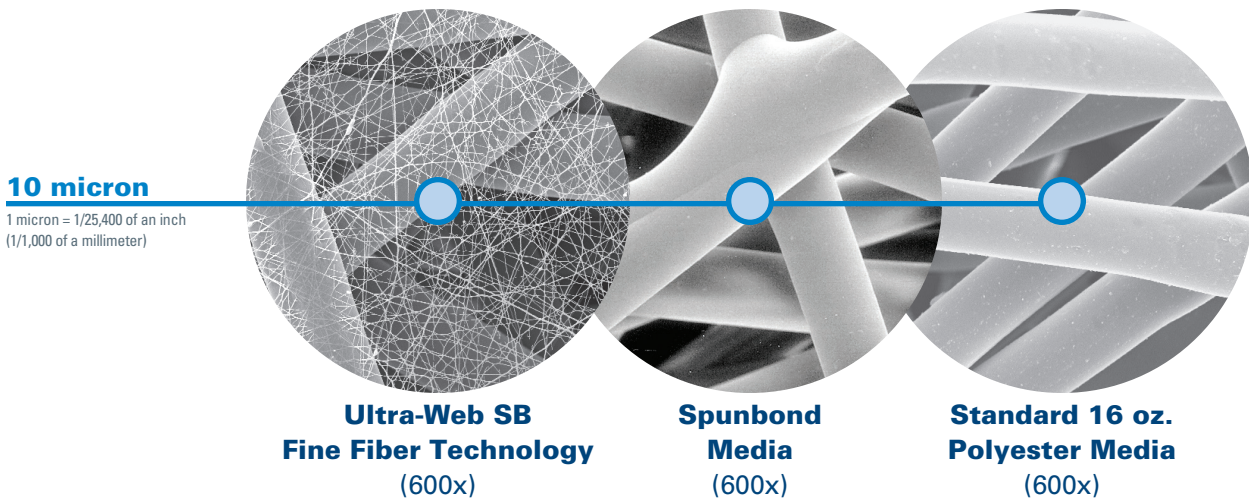 10 micron
1 micron = 1/25,400 of an inch
(1/1,000 of a millimeter)
Ultra-Web SB
Fine Fiber Technology
(600x)
Spunbond
Media
(600x)
Standard 16 oz.
Polyester Media
(600x)